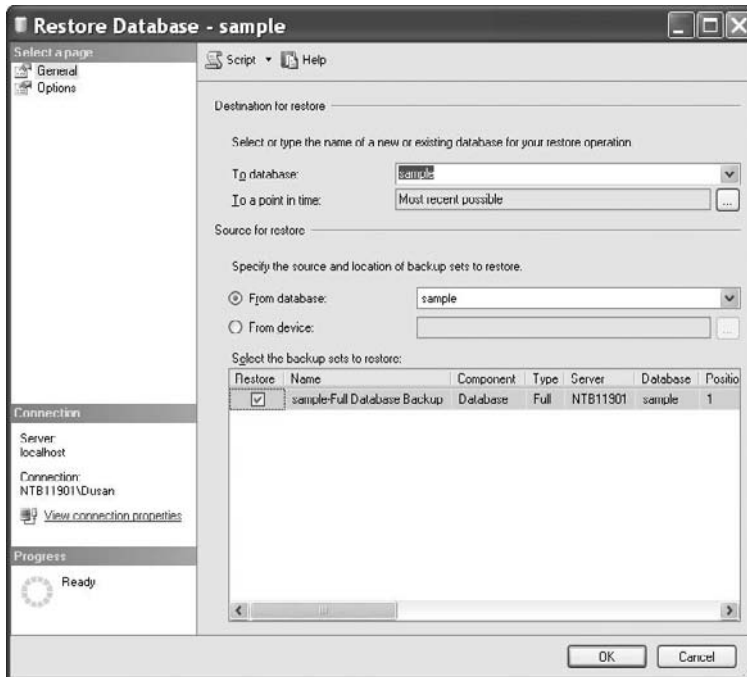 Restore Database - sample
Select a page
General
Options
Script Help
Destination for restore
Select or type the name of a new or existing database for your restore operation
To database: sample
To a point in time: Most recent possible ...
Source for restore
Specify the source and location of backup sets to restore.
From database: sample
From device: ...
Select the backup sets to restore:
Restore Name Component Type Server Database Positio
sample-Full Database Backup Database Full NTB11901 sample 1
Connection
Server:
localhost
Connection:
NTB11901\Dusan
View connection properties
Progress
Ready
OK Cancel